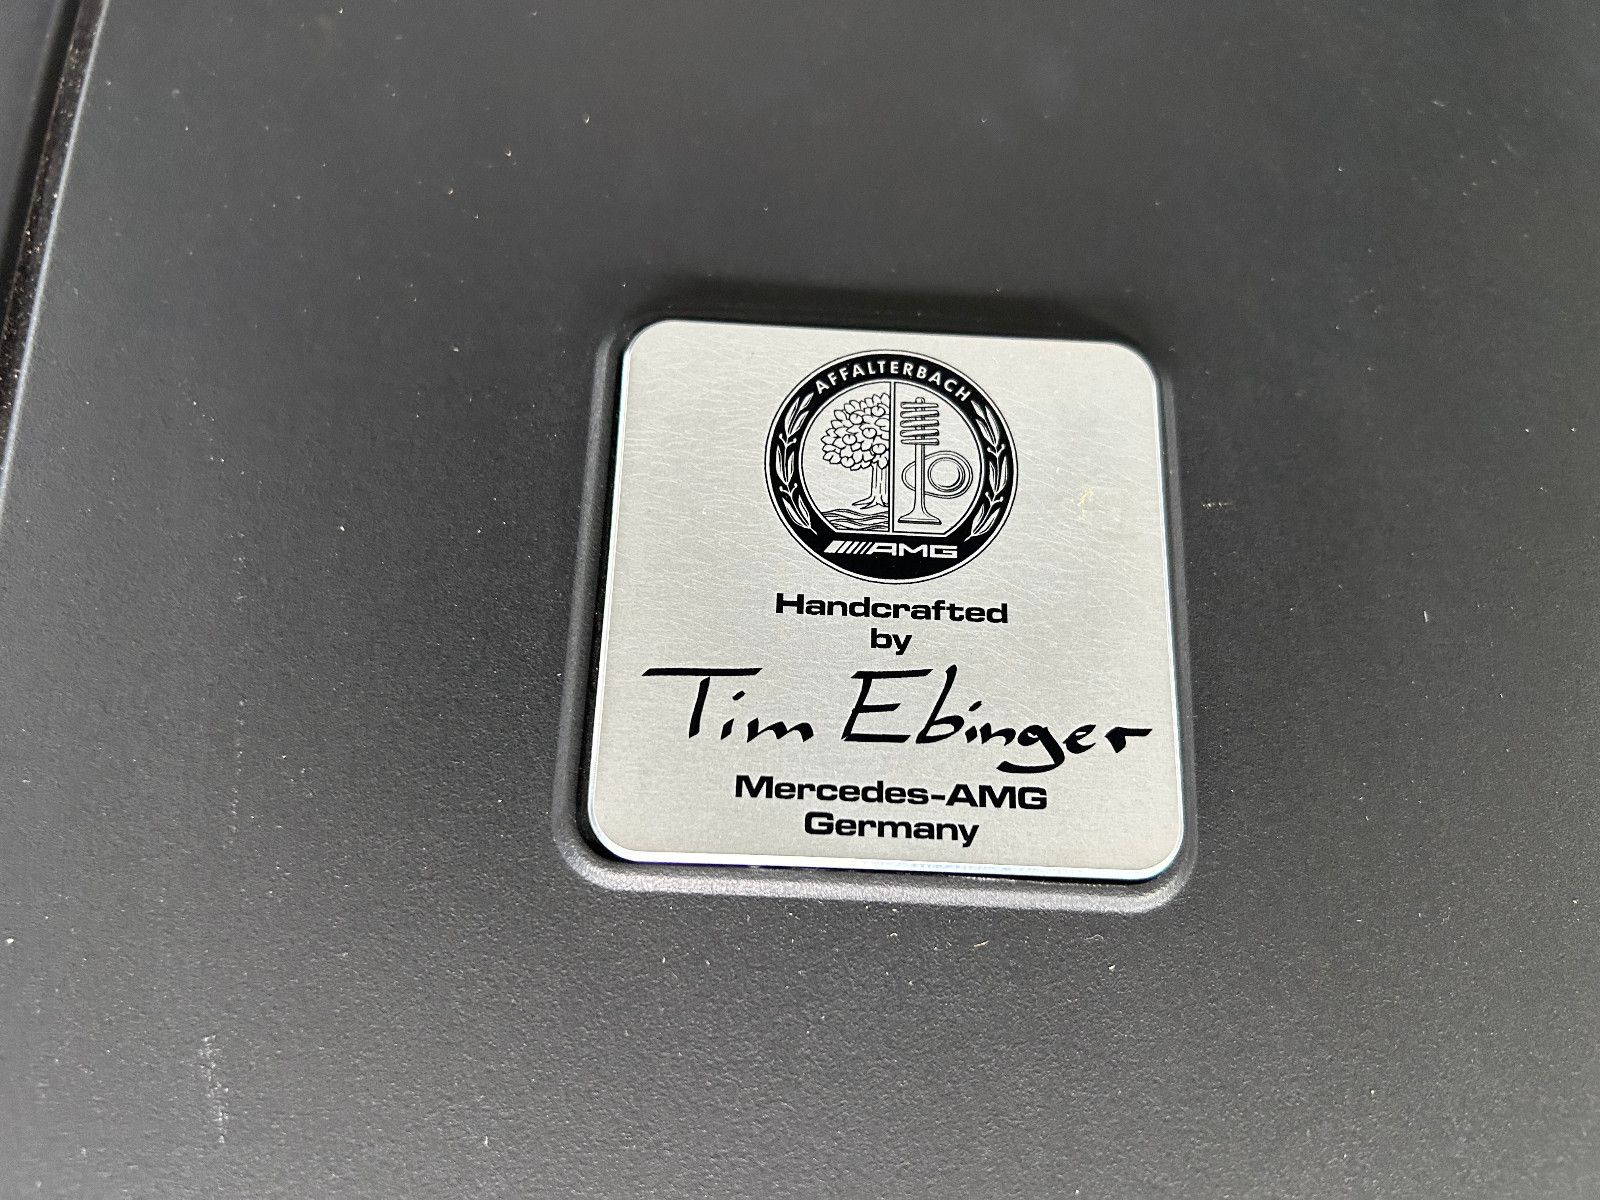 AFFALTERBACH
AMG
Handcrafted
by
Tim Ebinger
Mercedes-AMG
Germany